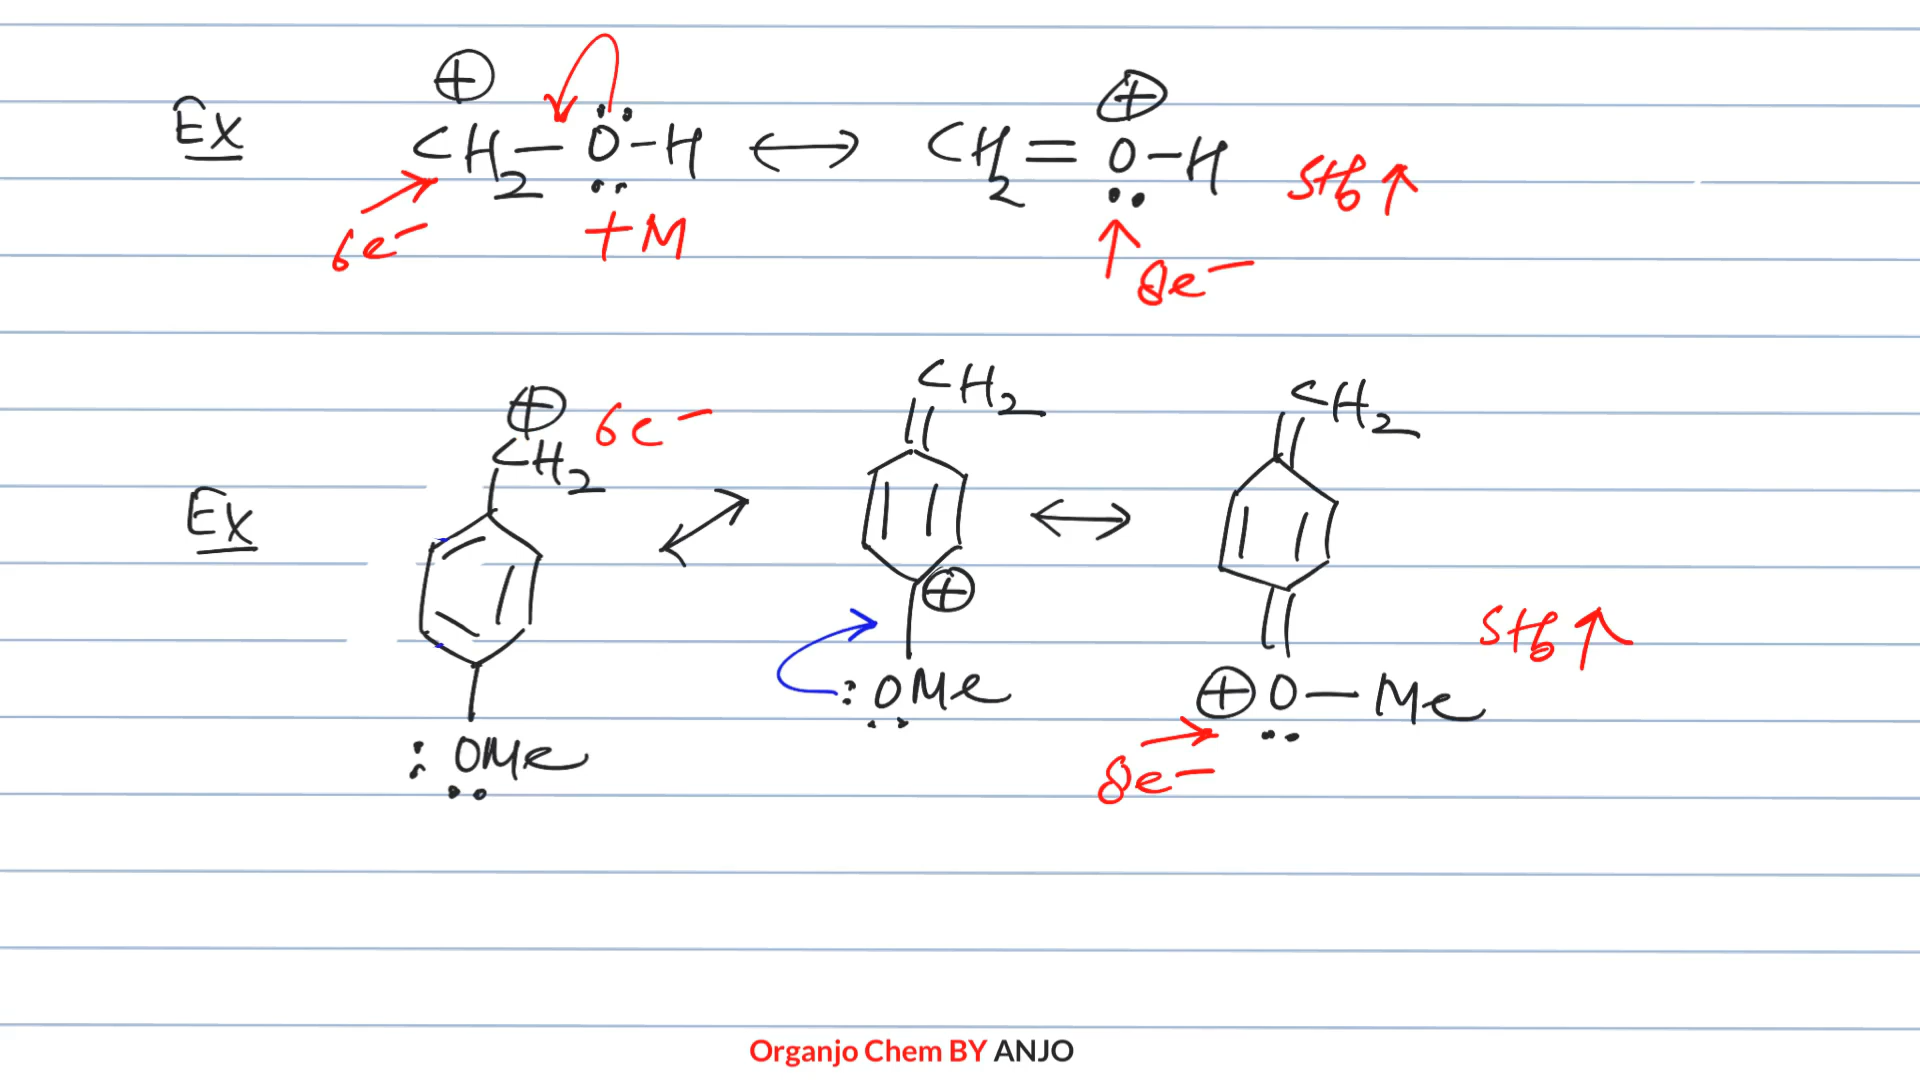 Ex ⊕
CH2 – O – H ⟷ CH2 = O – H ⊕ stb ↑
6e⁻ +M 8e⁻
Ex ⊕ CH2 6e⁻ ⟷ CH2 ⟷ CH2
⊕ stb ↑
:OMe :OMe ⊕ O – Me
8e⁻
Organjo Chem BY ANJO